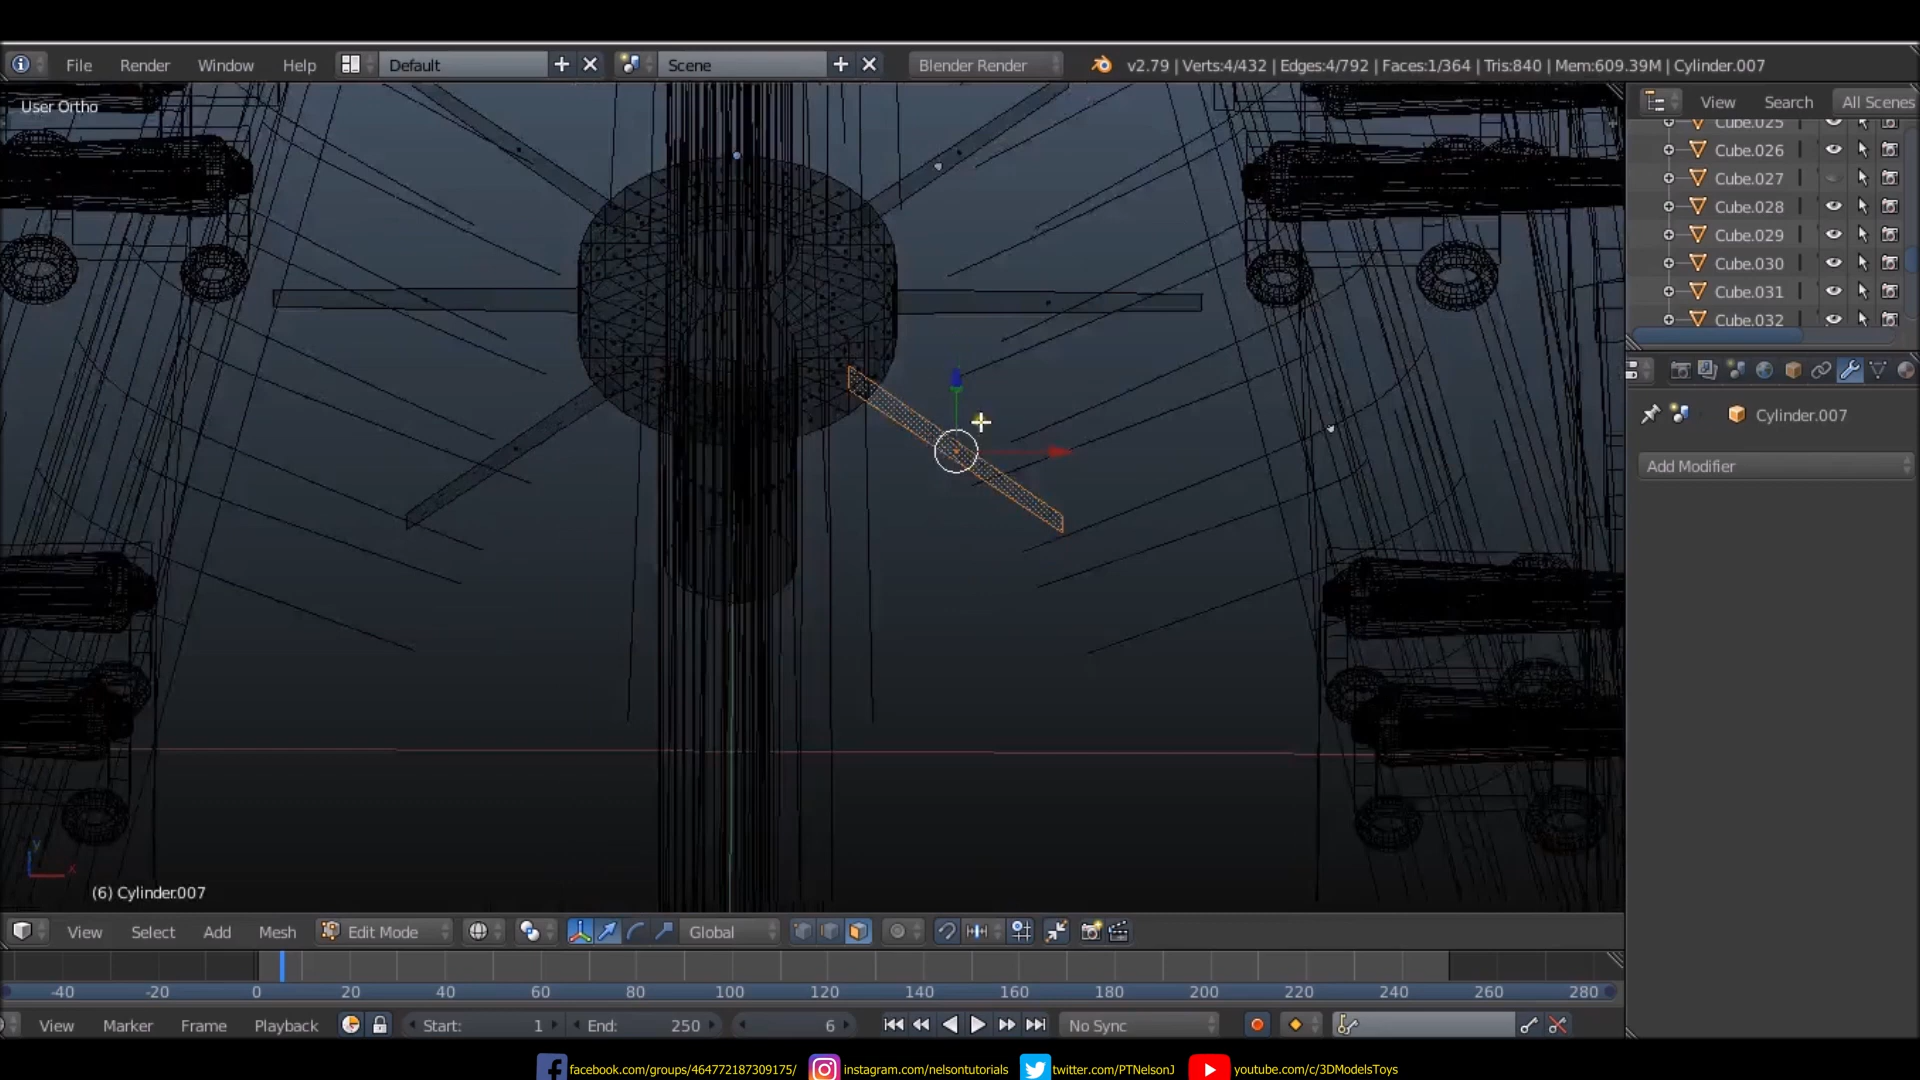 File Render Window Help Default Scene Blender Render v2.79 | Verts:4/432 | Edges:4/792 | Faces:1/364 | Tris:840 | Mem:609.39M | Cylinder.007
User Ortho
View Search All Scenes
Cube.025
Cube.026
Cube.027
Cube.028
Cube.029
Cube.030
Cube.031
Cube.032
Cylinder.007
Add Modifier
y
x
(6) Cylinder.007
View Select Add Mesh Edit Mode Global
-40 -20 0 20 40 60 80 100 120 140 160 180 200 220 240 260 280
View Marker Frame Playback Start: 1 End: 250 6 No Sync
facebook.com/groups/464772187309175/ instagram.com/nelsontutorials twitter.com/PTNelsonJ youtube.com/c/3DModelsToys